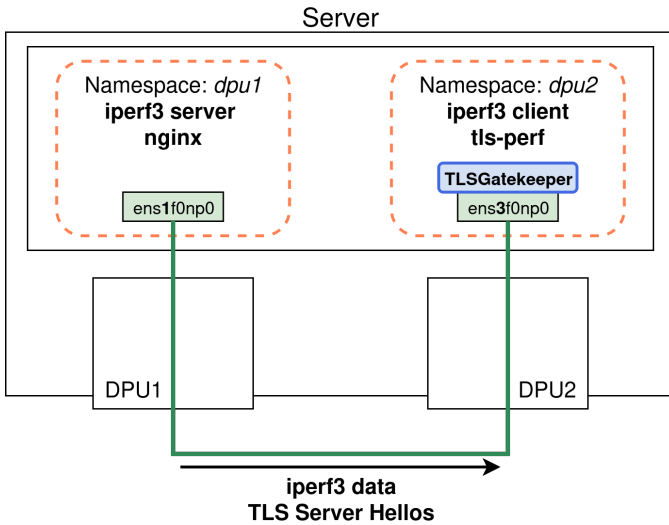 Server
Namespace: dpu1
iperf3 server
nginx
ens1f0np0
Namespace: dpu2
iperf3 client
tls-perf
TLSGatekeeper
ens3f0np0
DPU1
DPU2
iperf3 data
TLS Server Hellos